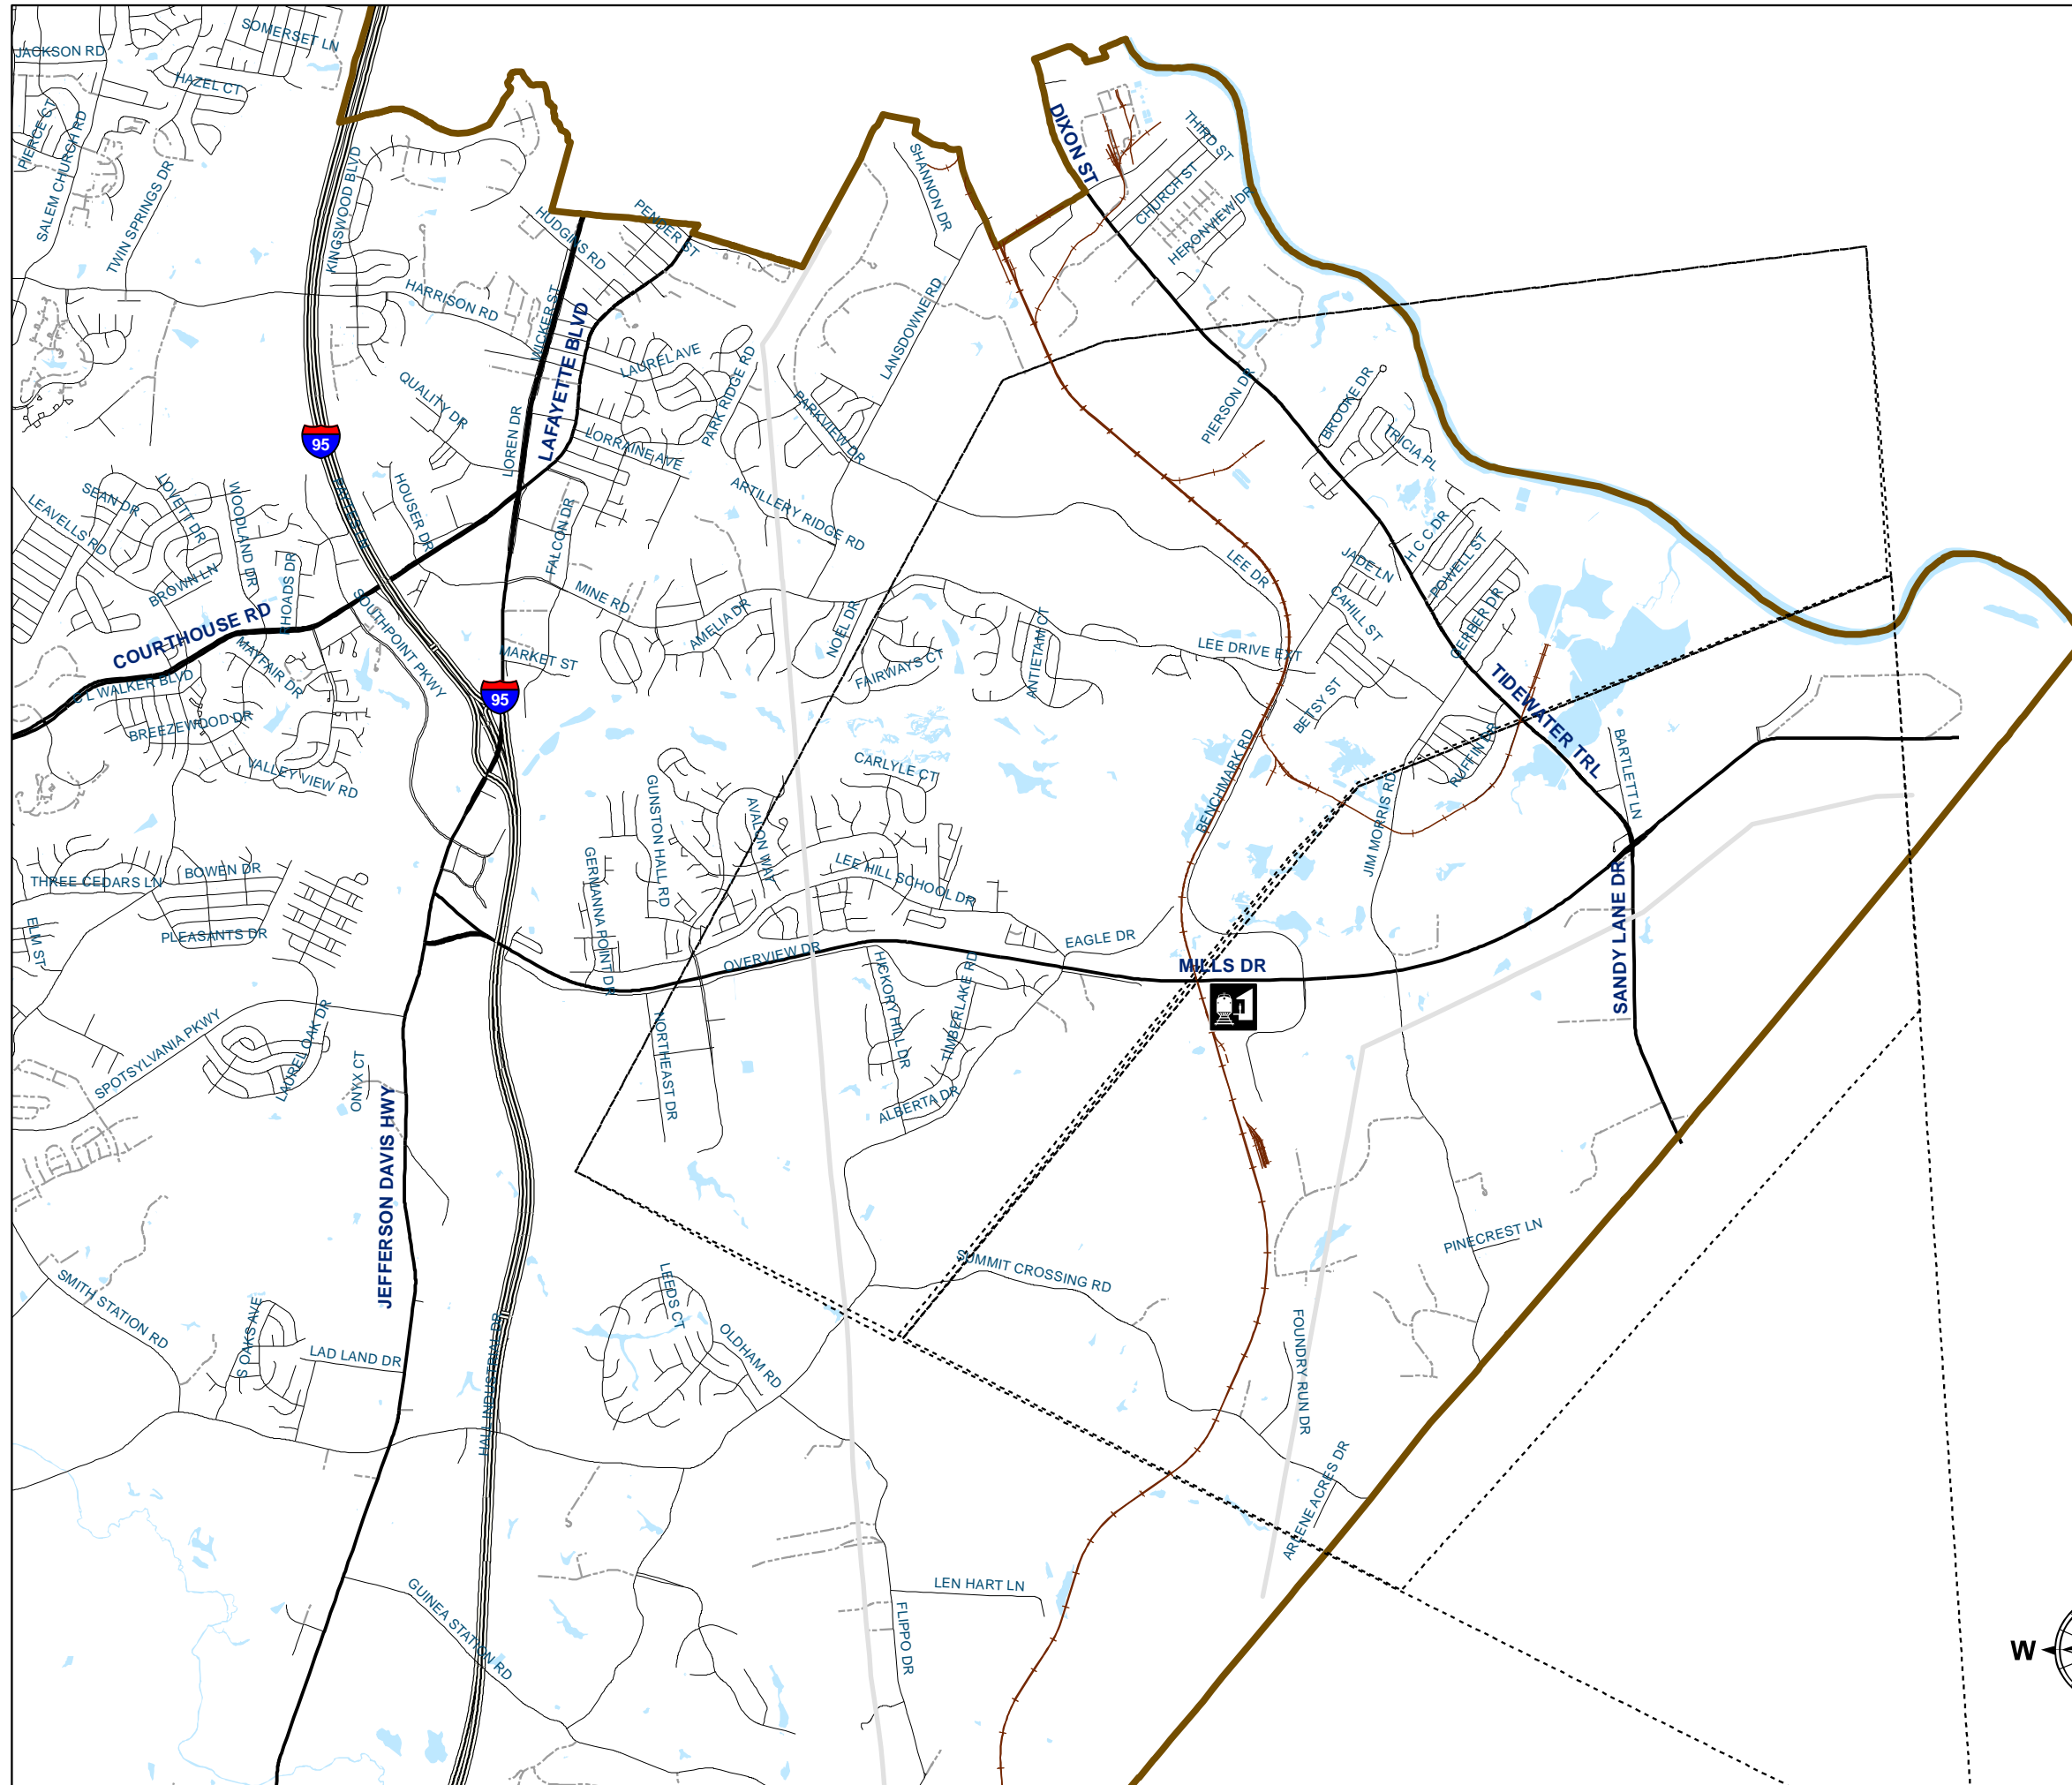 SOMERSET LN
JACKSON RD
HAZEL CT
PIERCE CT
SALEM CHURCH RD
TWIN SPRINGS DR
KINGSWOOD BLVD
DIXON ST
THIRD ST
SHANNON DR
CHURCH ST
HERONVIEW DR
PENDER ST
HUDGINS RD
HARRISON RD
WICKER ST
LAFAYETTE BLVD
LANSDOWNE RD
LAUREL AVE
PARK RIDGE RD
QUALITY DR
PARKVIEW DR
PIERSON DR
BROOKE DR
TRICIA PL
95
LOREN DR
LORRAINE AVE
ARTILLERY RIDGE RD
SEAN DR
LOVETT DR
LEAVELLS RD
WOODLAND DR
HOUSER DR
FALCON DR
H C C DR
POWELL ST
JADE LN
LEE DR
BROWN LN
RHOADS DR
SOUTHPOINT PKWY
MINE RD
AMELIA DR
NOEL DR
CAHILL ST
GERBER DR
COURTHOUSE RD
MAYFAIR DR
MARKET ST
FAIRWAYS CT
ANTIETAM CT
LEE DRIVE EXT
TIDEWATER TRL
95
L WALKER BLVD
BREEZEWOOD DR
BETSY ST
RUFFIN DR
BARTLETT LN
VALLEY VIEW RD
CARLYLE CT
BENCHMARK RD
JIM MORRIS RD
GUNSTON HALL RD
AVALON WAY
GERMANNA POINT DR
LEE HILL SCHOOL DR
THREE CEDARS LN
BOWEN DR
ELM ST
PLEASANTS DR
OVERVIEW DR
EAGLE DR
MILLS DR
SANDY LANE DR
HICKORY HILL DR
TIMBERLAKE RD
SPOTSYLVANIA PKWY
LAUREL OAK DR
ONYX CT
NORTHEAST DR
ALBERTA DR
JEFFERSON DAVIS HWY
PINECREST LN
SUMMIT CROSSING RD
SMITH STATION RD
S OAKS AVE
LAD LAND DR
LEEDS CT
OLDHAM RD
FOUNDRY RUN DR
HALL INDUSTRIAL DR
ARLENE ACRES DR
GUINEA STATION RD
LEN HART LN
FLIPPO DR
W